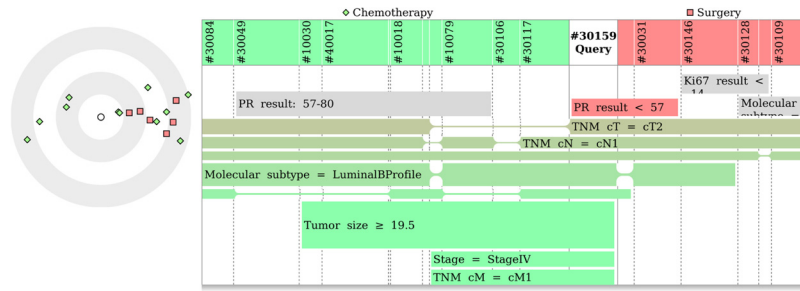 Chemotherapy
Surgery
#30084
#30049
#10030
#40017
#10018
#10079
#30106
#30117
#30159
Query
#30031
#30146
#30128
#30109
Ki67 result <
14
PR result: 57-80
PR result < 57
Molecular
subtype =
TNM cT = cT2
TNM cN = cN1
Molecular subtype = LuminalBProfile
Tumor size ≥ 19.5
Stage = StageIV
TNM cM = cM1